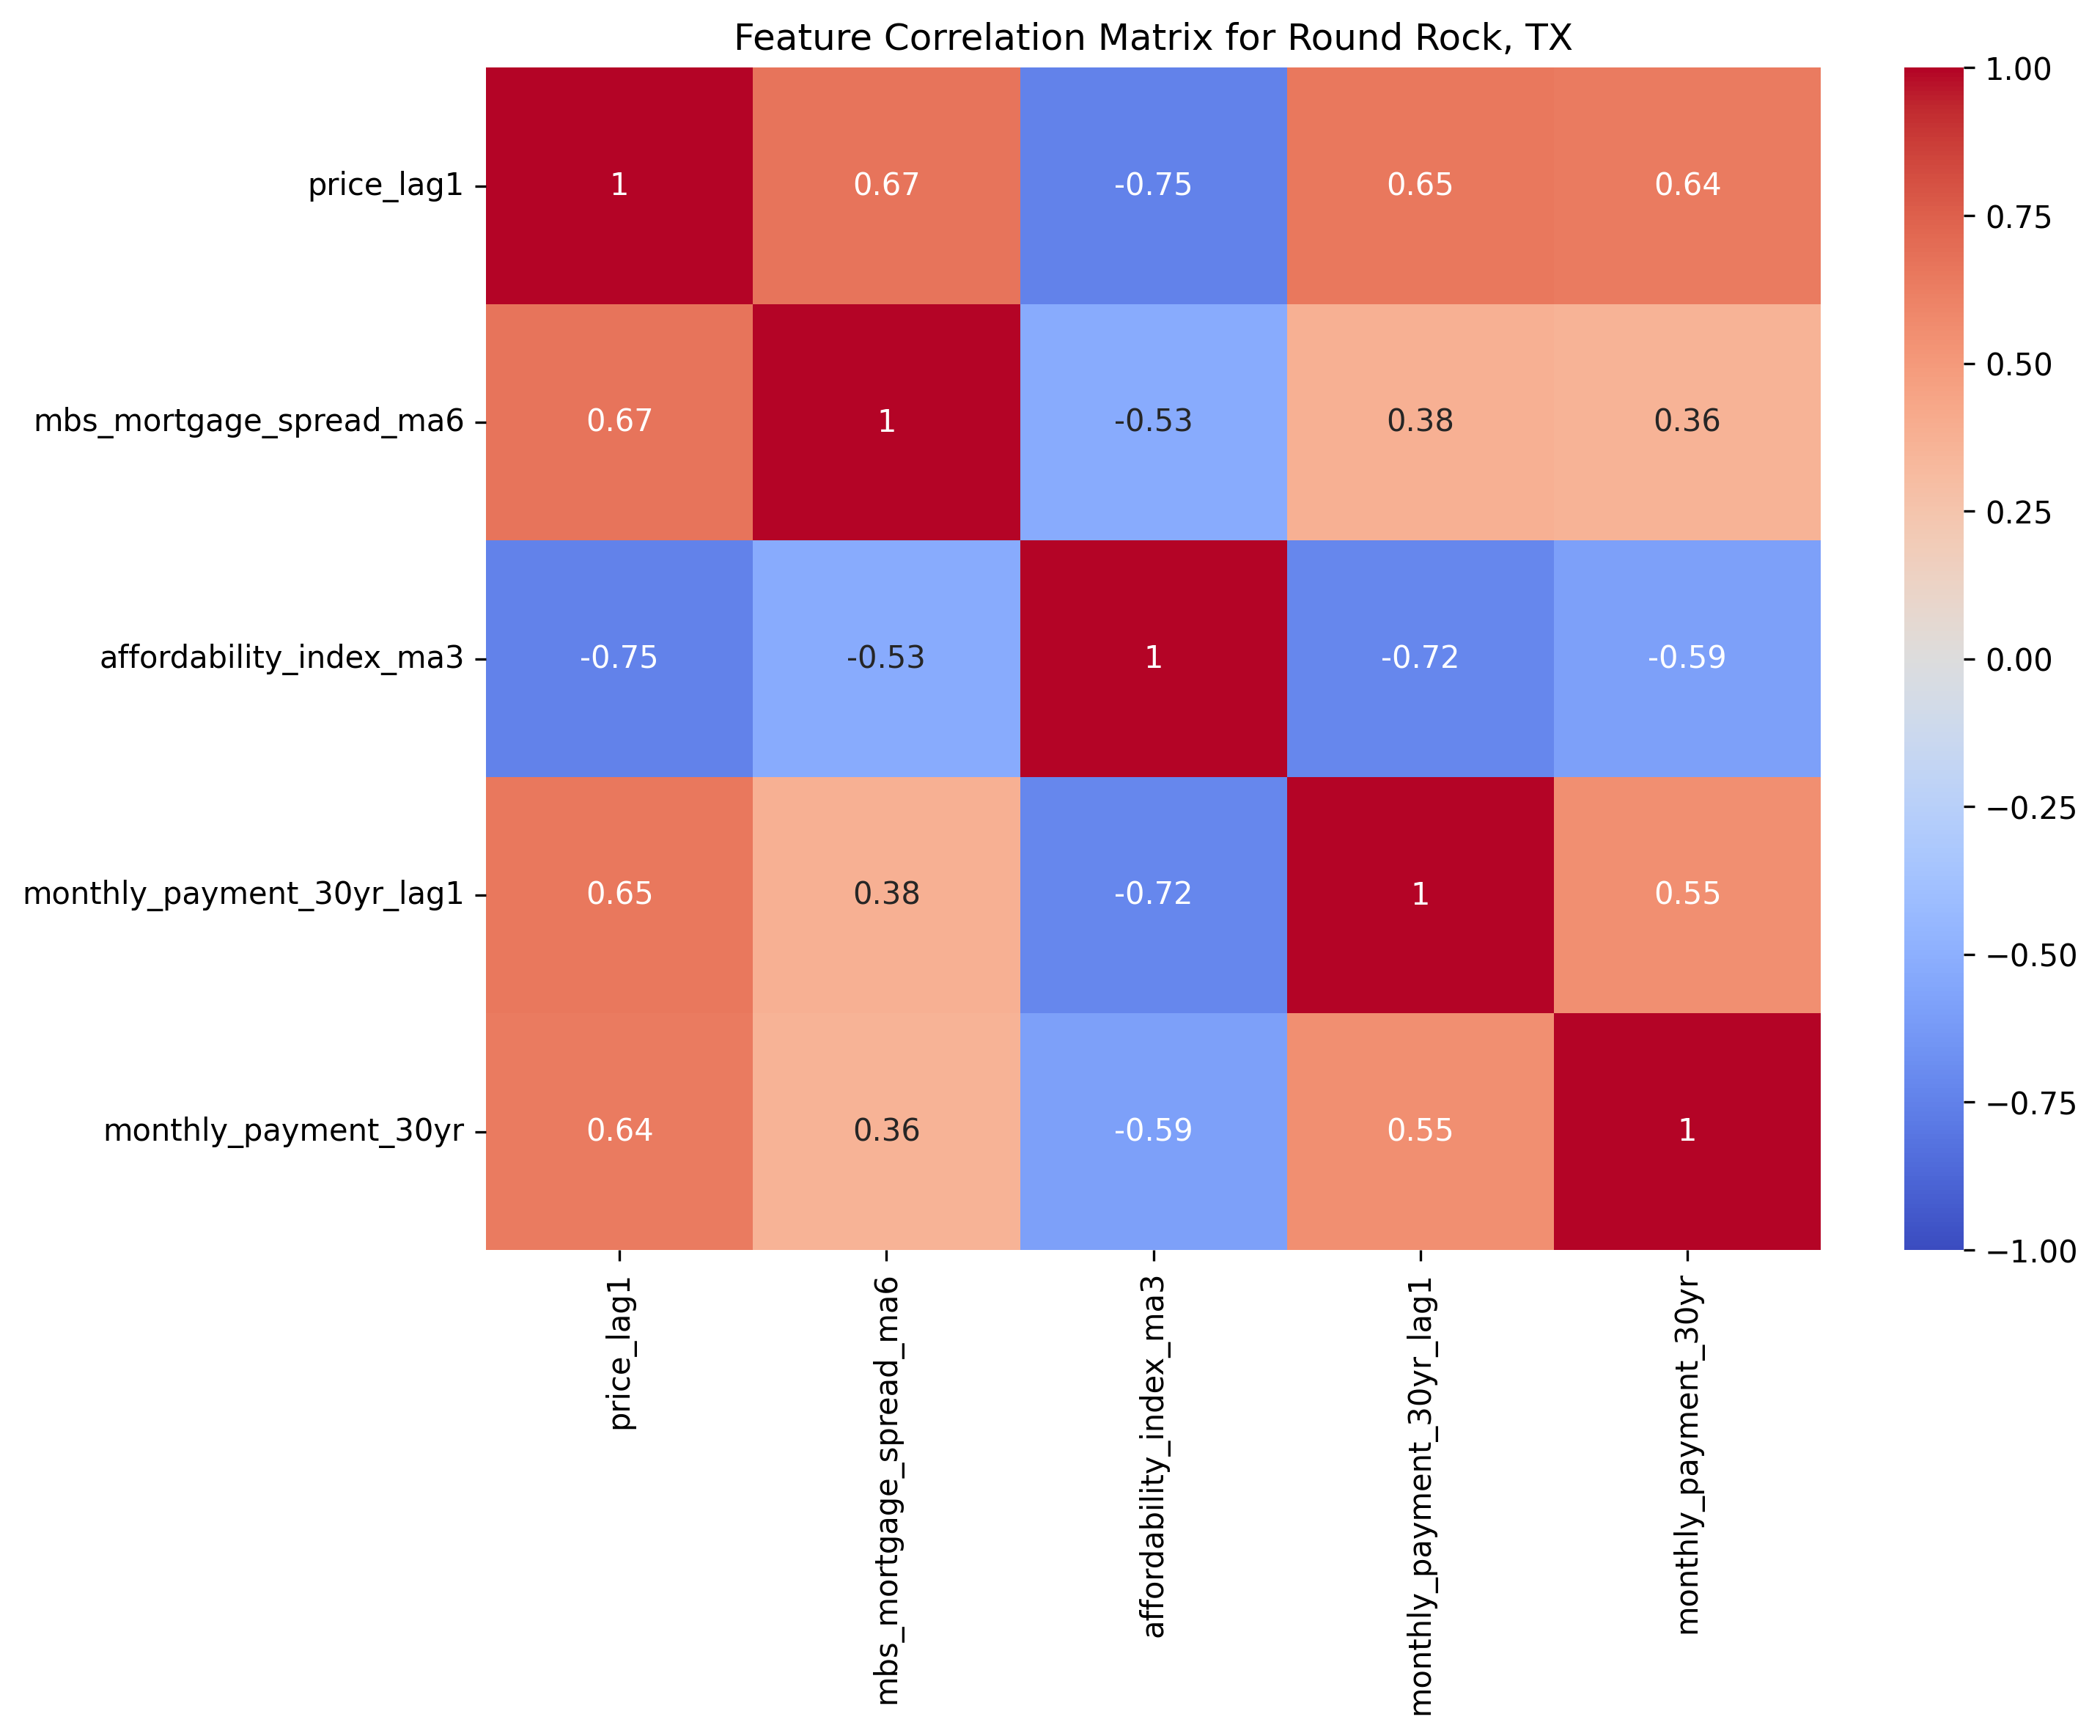 Feature Correlation Matrix for Round Rock, TX
price_lag1 1 0.67 -0.75 0.65 0.64
mbs_mortgage_spread_ma6 0.67 1 -0.53 0.38 0.36
affordability_index_ma3 -0.75 -0.53 1 -0.72 -0.59
monthly_payment_30yr_lag1 0.65 0.38 -0.72 1 0.55
monthly_payment_30yr 0.64 0.36 -0.59 0.55 1
price_lag1
mbs_mortgage_spread_ma6
affordability_index_ma3
monthly_payment_30yr_lag1
monthly_payment_30yr
1.00
0.75
0.50
0.25
0.00
−0.25
−0.50
−0.75
−1.00